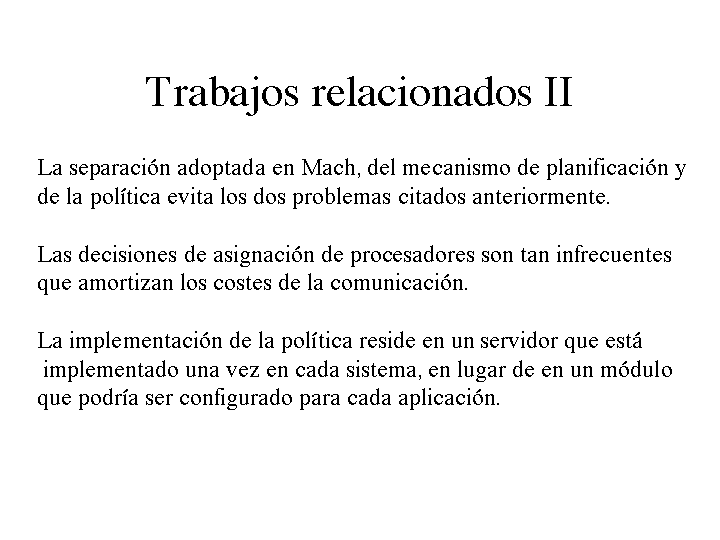 Trabajos relacionados II
La separación adoptada en Mach, del mecanismo de planificación y
de la política evita los dos problemas citados anteriormente.
Las decisiones de asignación de procesadores son tan infrecuentes
que amortizan los costes de la comunicación.
La implementación de la política reside en un servidor que está
implementado una vez en cada sistema, en lugar de en un módulo
que podría ser configurado para cada aplicación.